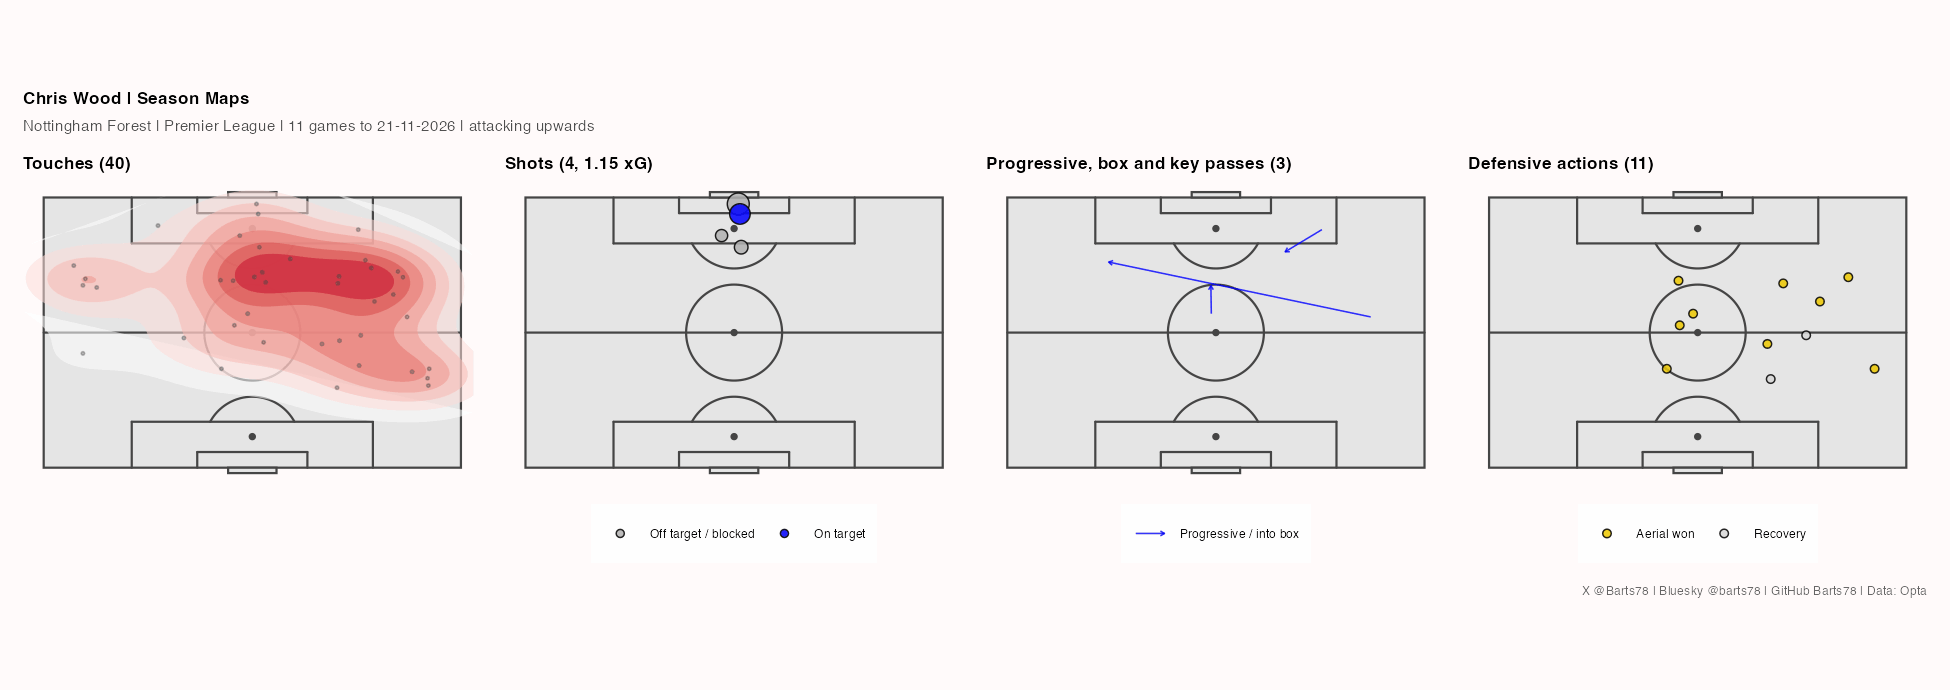 Chris Wood | Season Maps
Nottingham Forest | Premier League | 11 games to 21-11-2026 | attacking upwards
Touches (40)
Shots (4, 1.15 xG)
Progressive, box and key passes (3)
Defensive actions (11)
Off target / blocked
On target
Progressive / into box
Aerial won
Recovery
X @Barts78 | Bluesky @barts78 | GitHub Barts78 | Data: Opta